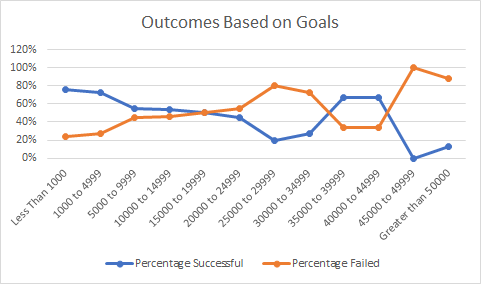 Outcomes Based on Goals
120%
100%
80%
60%
40%
20%
0%
Less Than 1000
1000 to 4999
5000 to 9999
10000 to 14999
15000 to 19999
20000 to 24999
25000 to 29999
30000 to 34999
35000 to 39999
40000 to 44999
45000 to 49999
Greater than 50000
Percentage Successful
Percentage Failed